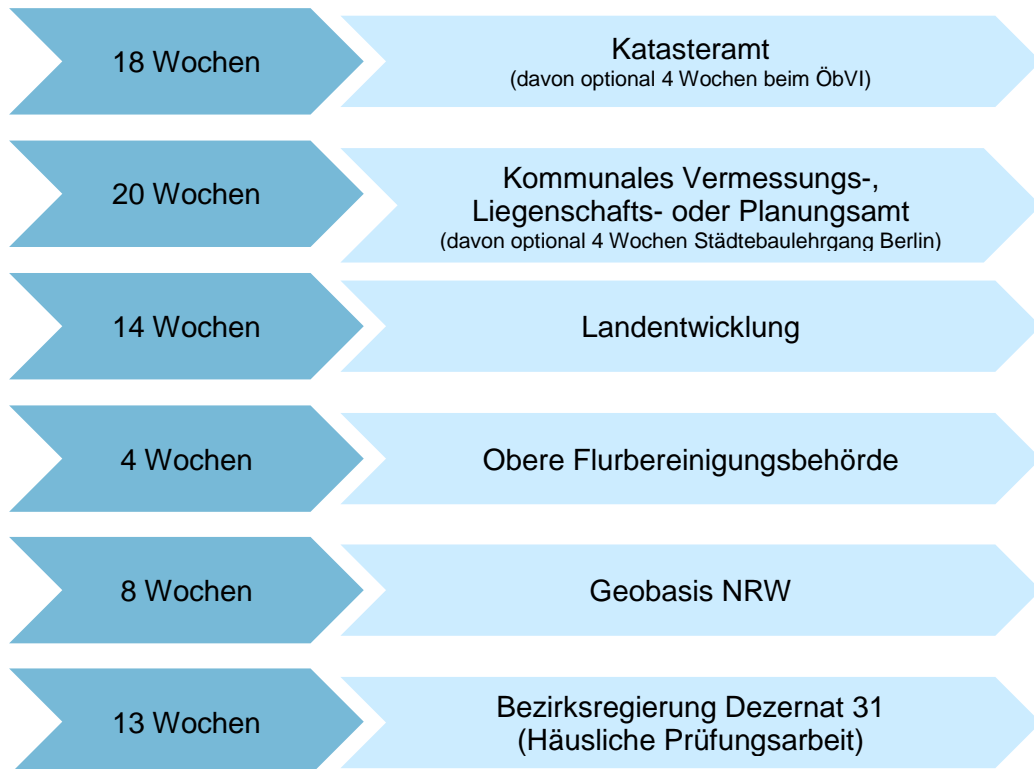 18 Wochen
Katasteramt
(davon optional 4 Wochen beim ÖbVI)
20 Wochen
Kommunales Vermessungs-,
Liegenschafts- oder Planungsamt
(davon optional 4 Wochen Städtebaulehrgang Berlin)
14 Wochen
Landentwicklung
4 Wochen
Obere Flurbereinigungsbehörde
8 Wochen
Geobasis NRW
13 Wochen
Bezirksregierung Dezernat 31
(Häusliche Prüfungsarbeit)